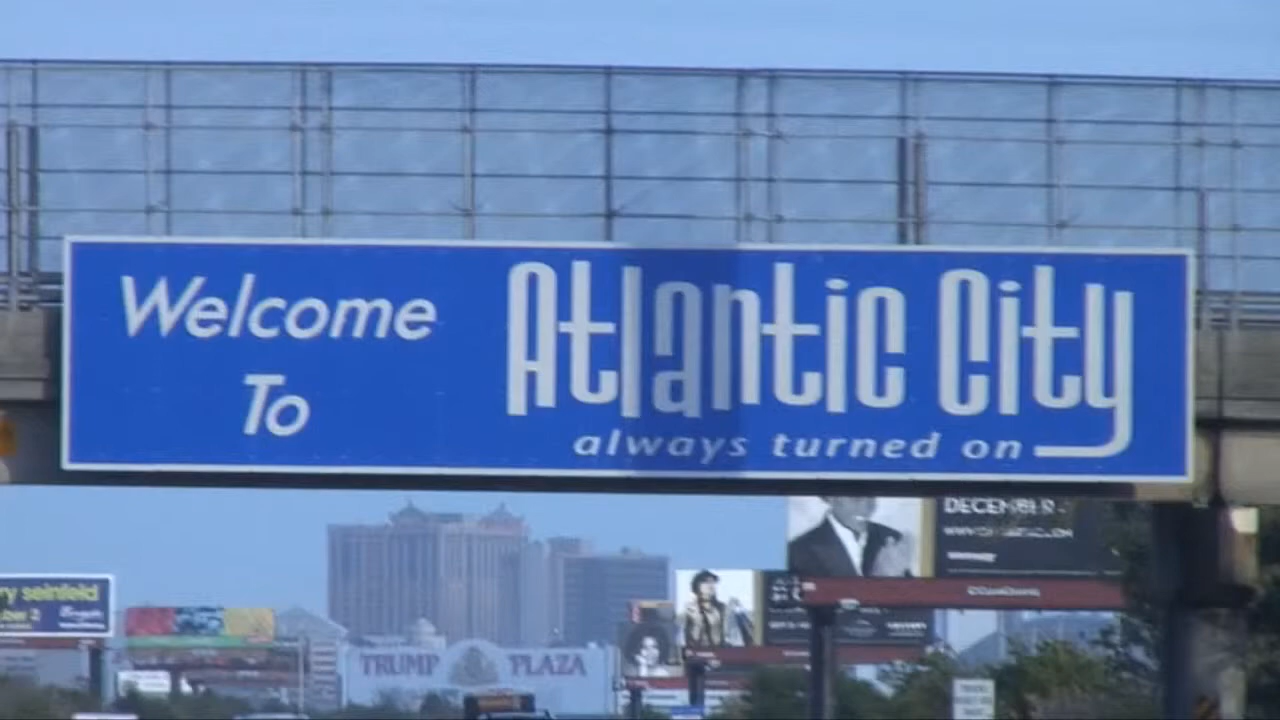 Welcome
To
Atlantic City
always turned on
DECEMBER
ry seinfeld
TRUMP PLAZA